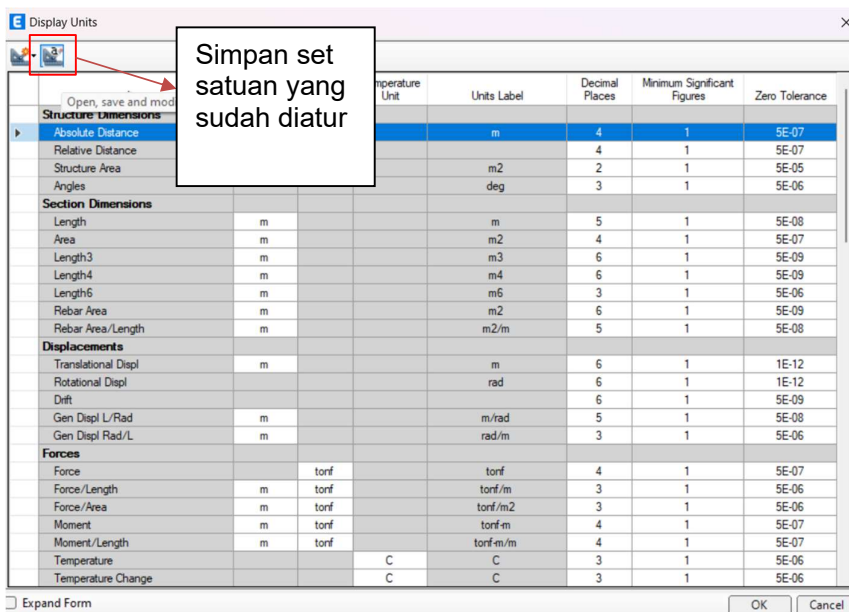 E Display Units
Simpan set
satuan yang
sudah diatur
mperature Unit Units Label Decimal Places Minimum Significant Figures Zero Tolerance
Open, save and modi
Structure Dimensions
Absolute Distance m 4 1 5E-07
Relative Distance 4 1 5E-07
Structure Area m2 2 1 5E-05
Angles deg 3 1 5E-06
Section Dimensions
Length m m 5 1 5E-08
Area m m2 4 1 5E-07
Length3 m m3 6 1 5E-09
Length4 m m4 6 1 5E-09
Length6 m m6 3 1 5E-06
Rebar Area m m2 6 1 5E-09
Rebar Area/Length m m2/m 5 1 5E-08
Displacements
Translational Displ m m 6 1 1E-12
Rotational Displ rad 6 1 1E-12
Drift 6 1 5E-09
Gen Displ L/Rad m m/rad 5 1 5E-08
Gen Displ Rad/L m rad/m 3 1 5E-06
Forces
Force tonf tonf 4 1 5E-07
Force/Length m tonf tonf/m 3 1 5E-06
Force/Area m tonf tonf/m2 3 1 5E-06
Moment m tonf tonf-m 4 1 5E-07
Moment/Length m tonf tonf-m/m 4 1 5E-07
Temperature C C 3 1 5E-06
Temperature Change C C 3 1 5E-06
Expand Form OK Cancel